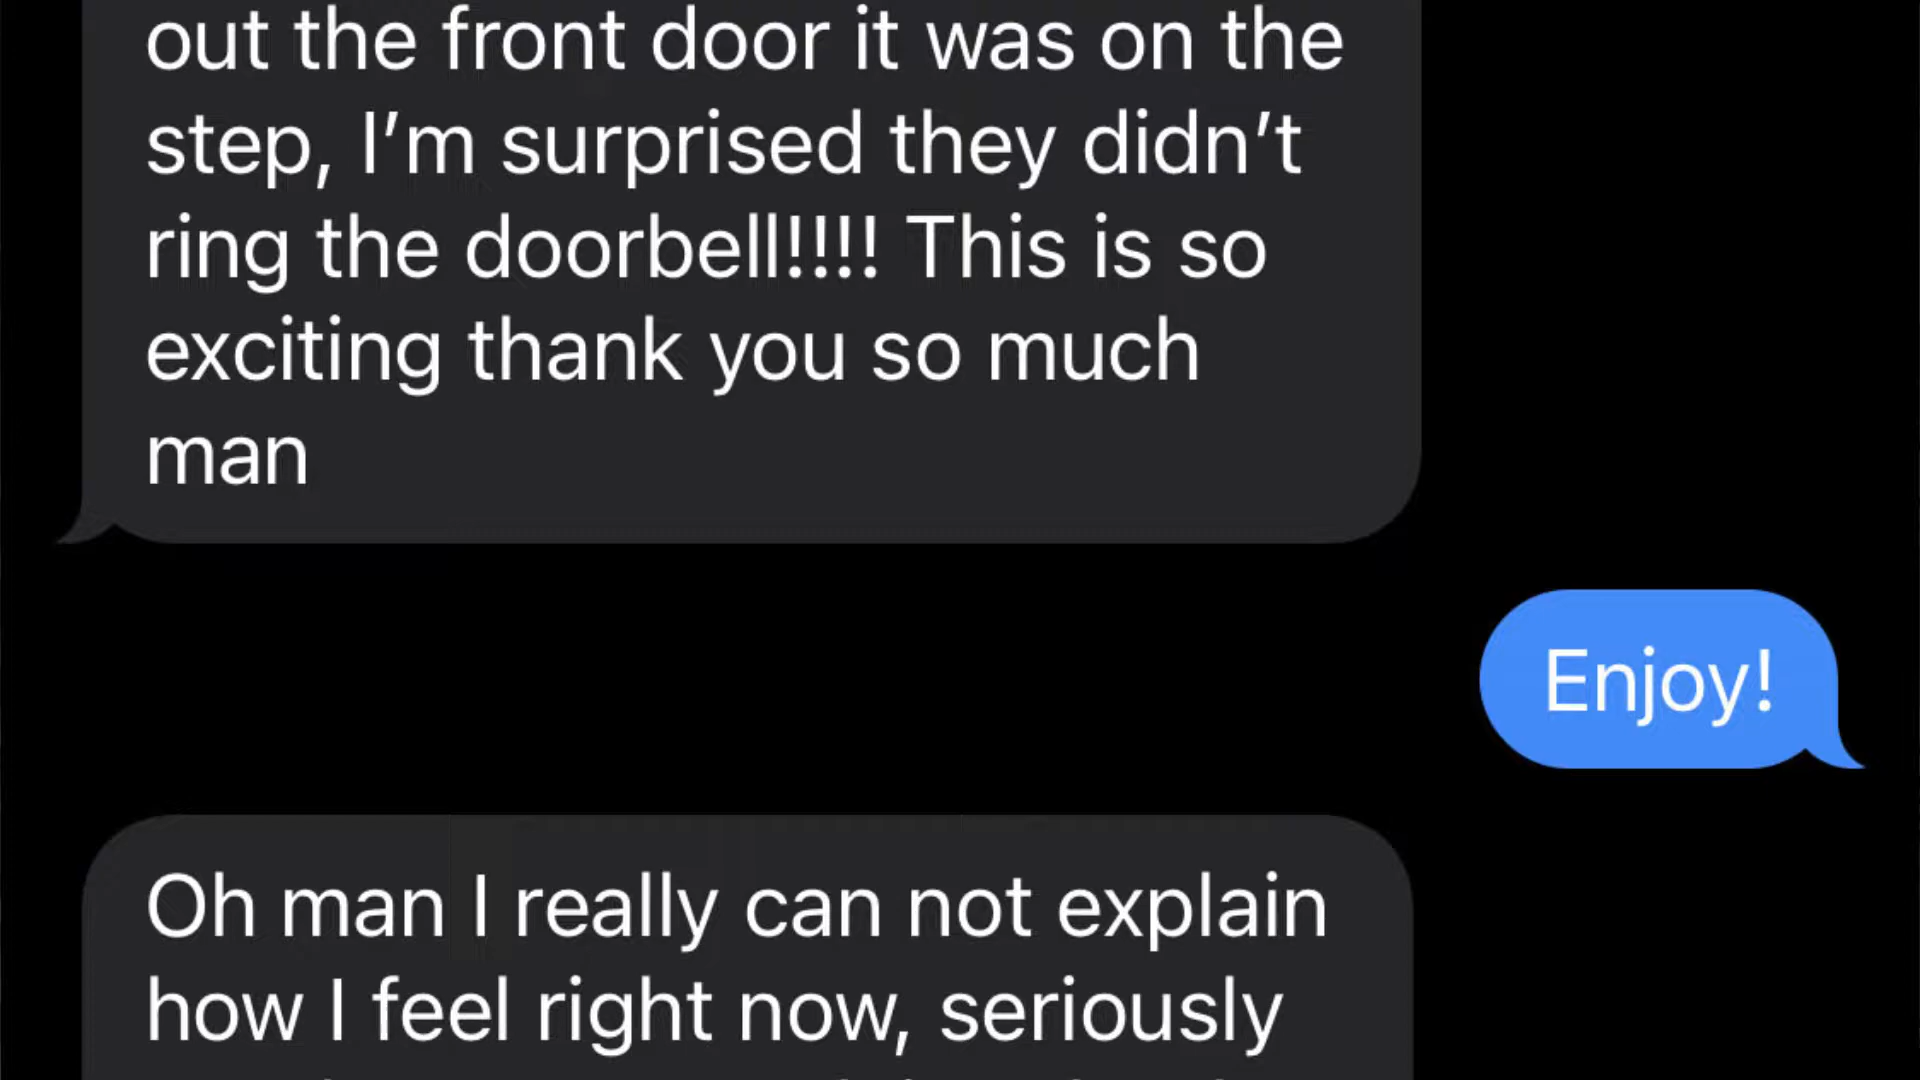 out the front door it was on the
step, I’m surprised they didn’t
ring the doorbell!!!! This is so
exciting thank you so much
man
Enjoy!
Oh man I really can not explain
how I feel right now, seriously